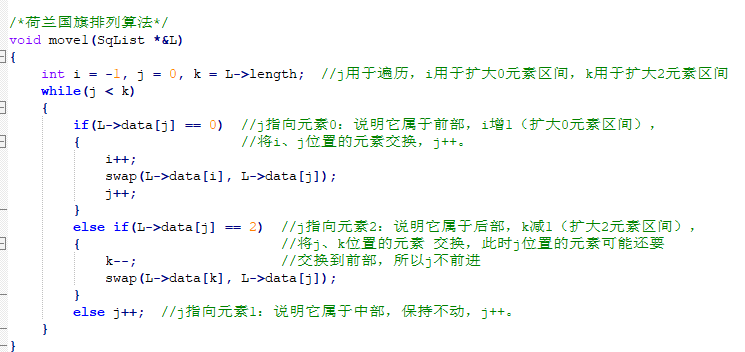 /*荷兰国旗排列算法*/
void move1(SqList *&L)
{
int i = -1, j = 0, k = L->length;  //j用于遍历，i用于扩大0元素区间，k用于扩大2元素区间
while(j < k)
{
if(L->data[j] == 0)  //j指向元素0：说明它属于前部，i增1（扩大0元素区间），
{                    //将i、j位置的元素交换，j++。
i++;
swap(L->data[i], L->data[j]);
j++;
}
else if(L->data[j] == 2)  //j指向元素2：说明它属于后部，k减1（扩大2元素区间），
{                         //将j、k位置的元素 交换，此时j位置的元素可能还要
k--;                  //交换到前部，所以j不前进
swap(L->data[k], L->data[j]);
}
else j++;  //j指向元素1：说明它属于中部，保持不动，j++。
}
}